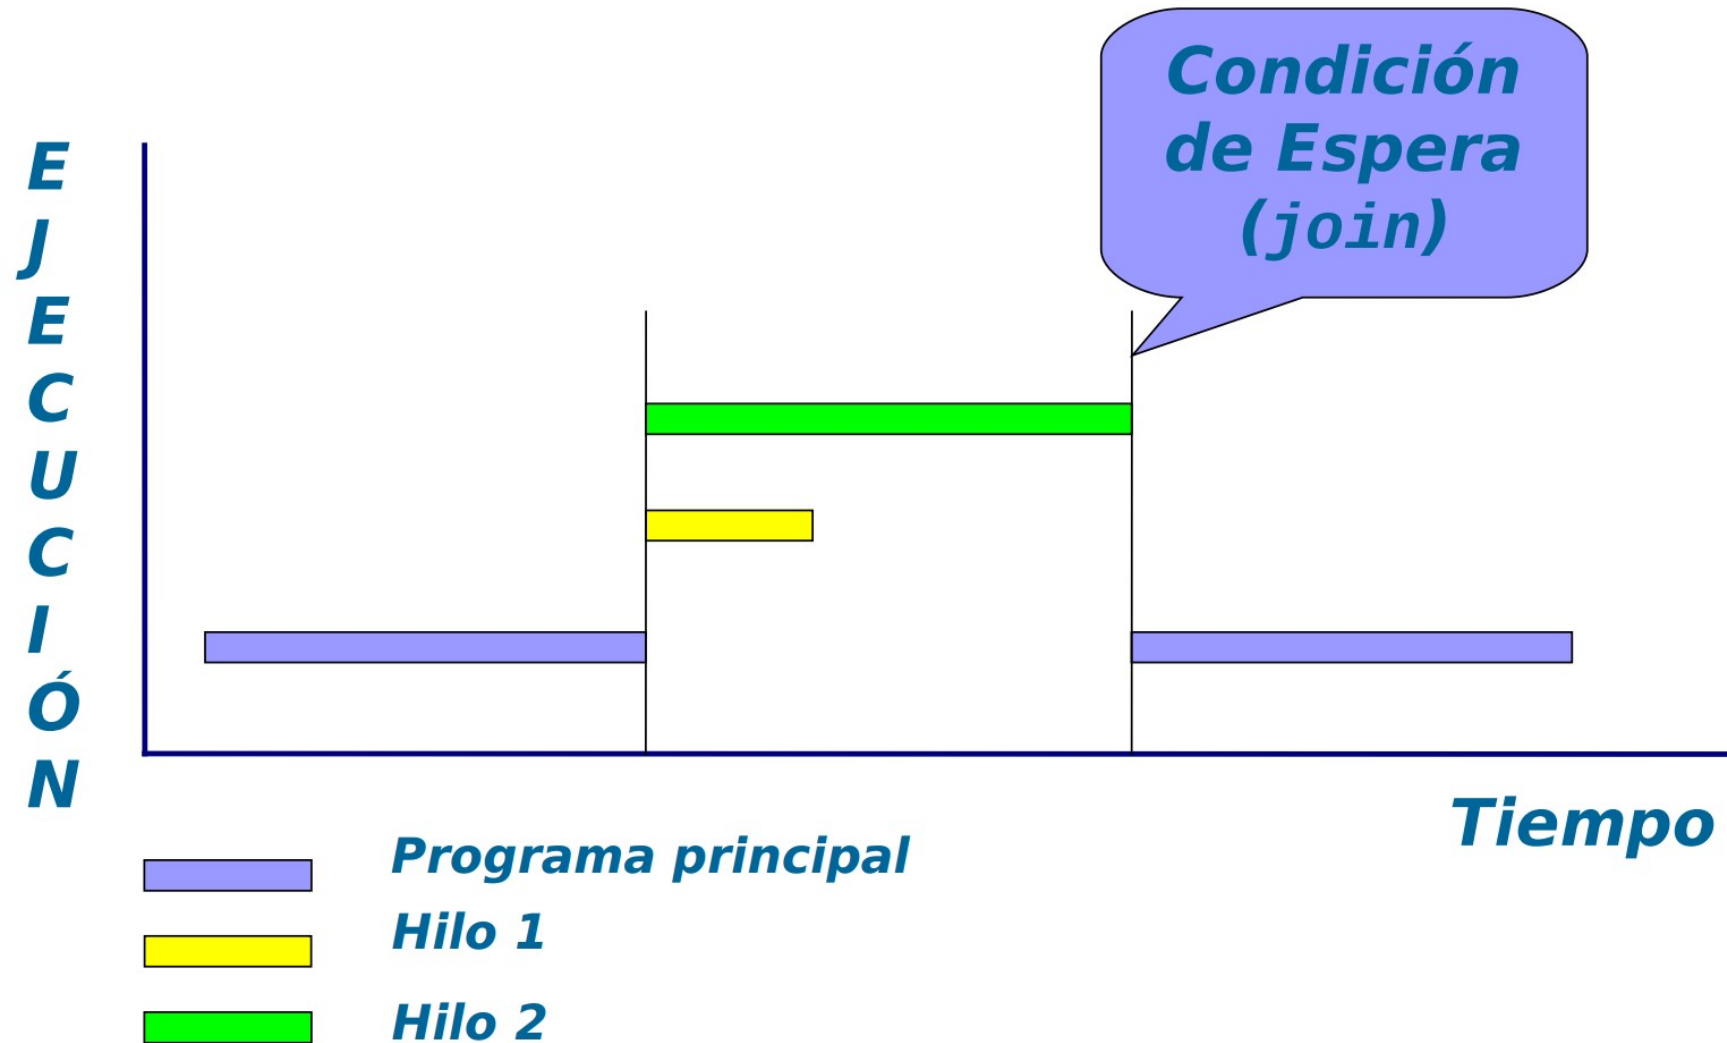 Condición
de Espera
(join)
E
J
E
C
U
C
I
Ó
N
Tiempo
Programa principal
Hilo 1
Hilo 2